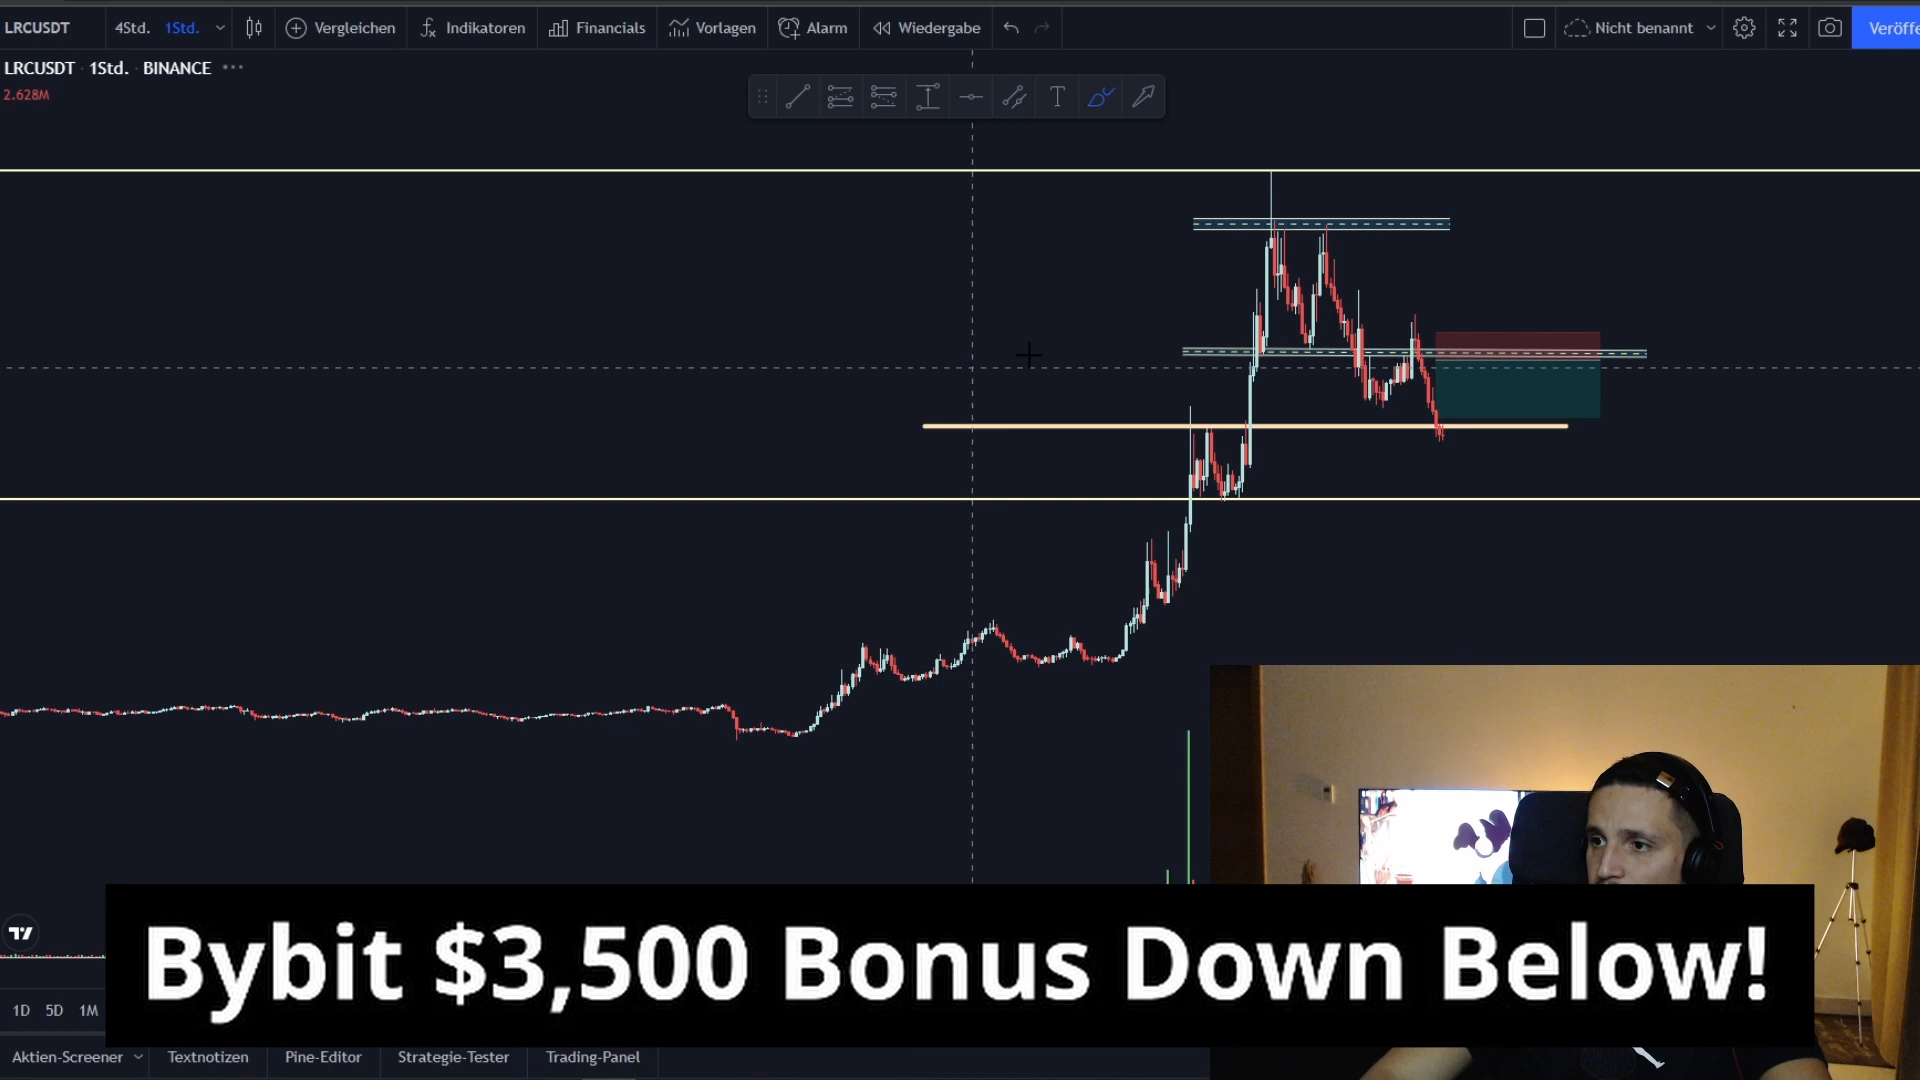 LRCUSDT 4Std. 1Std. Vergleichen Indikatoren Financials Vorlagen Alarm Wiedergabe Nicht benannt Veröffe
LRCUSDT · 1Std. · BINANCE
2.628M
Bybit $3,500 Bonus Down Below!
1D 5D 1M
Aktien-Screener Textnotizen Pine-Editor Strategie-Tester Trading-Panel